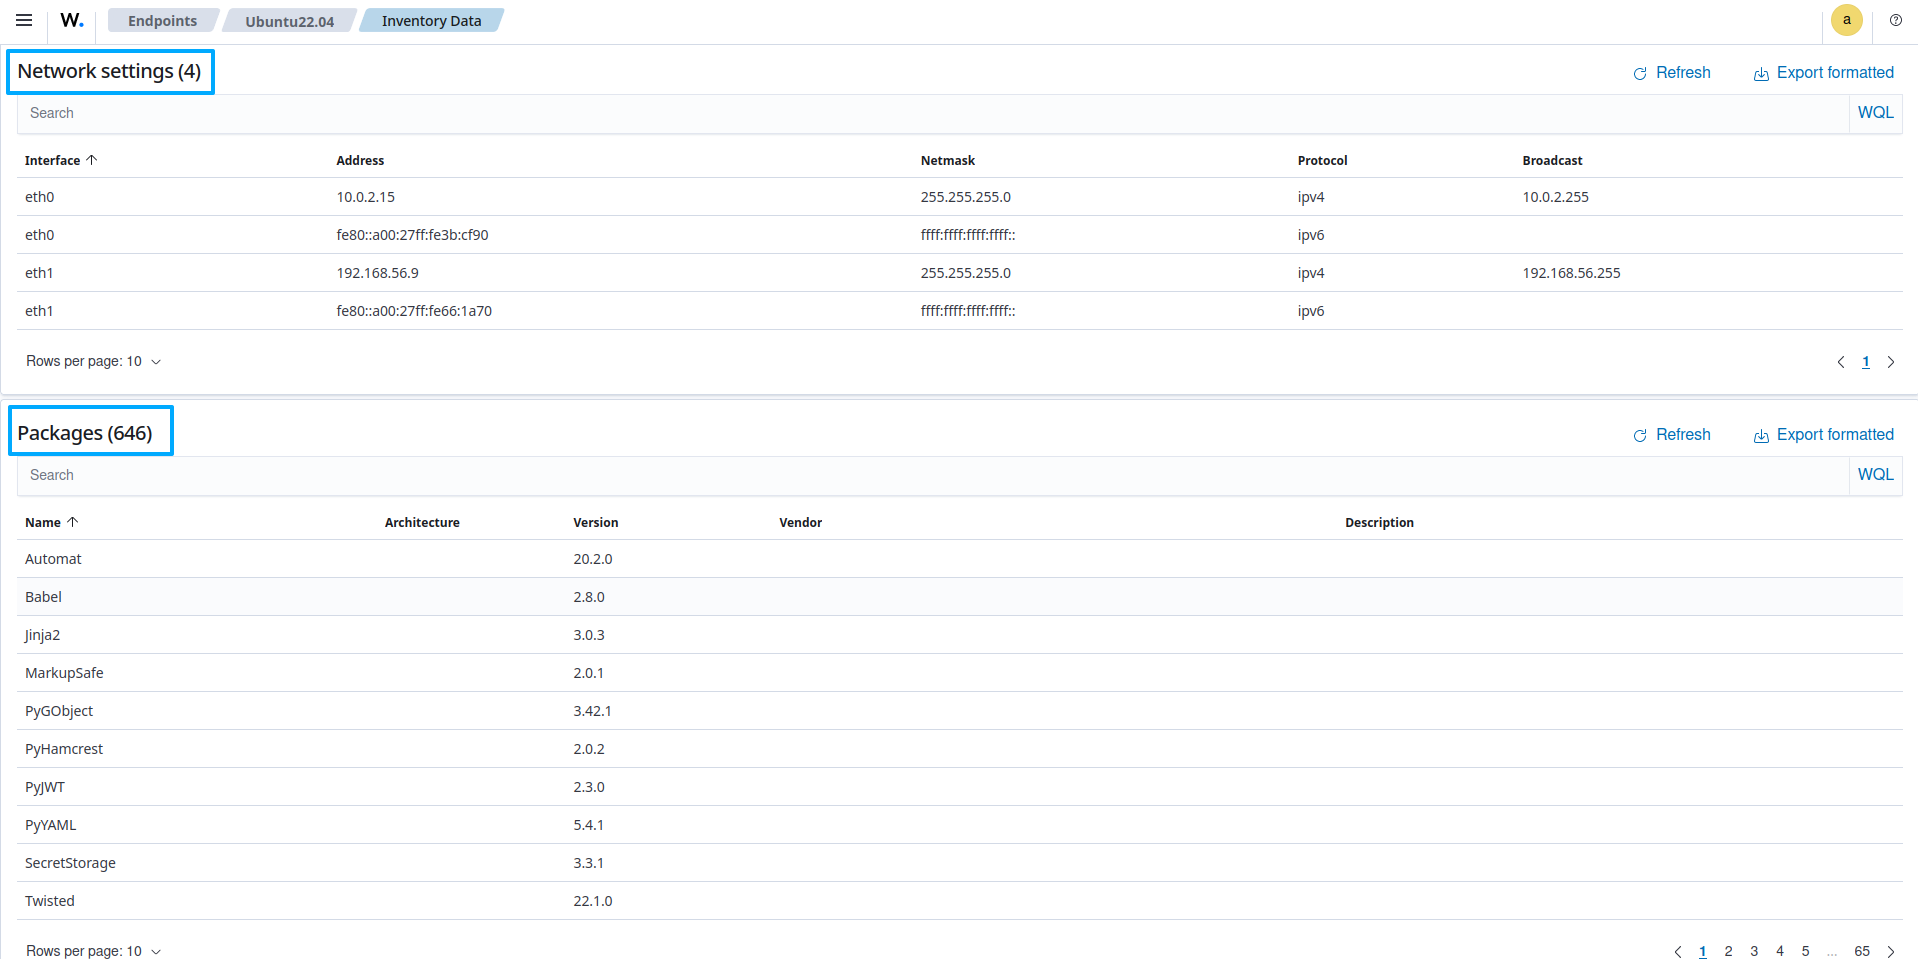 W. Endpoints Ubuntu22.04 Inventory Data a
Network settings (4) Refresh Export formatted
Search WQL
Interface Address Netmask Protocol Broadcast
eth0 10.0.2.15 255.255.255.0 ipv4 10.0.2.255
eth0 fe80::a00:27ff:fe3b:cf90 ffff:ffff:ffff:ffff:: ipv6
eth1 192.168.56.9 255.255.255.0 ipv4 192.168.56.255
eth1 fe80::a00:27ff:fe66:1a70 ffff:ffff:ffff:ffff:: ipv6
Rows per page: 10 1
Packages (646) Refresh Export formatted
Search WQL
Name Architecture Version Vendor Description
Automat 20.2.0
Babel 2.8.0
Jinja2 3.0.3
MarkupSafe 2.0.1
PyGObject 3.42.1
PyHamcrest 2.0.2
PyJWT 2.3.0
PyYAML 5.4.1
SecretStorage 3.3.1
Twisted 22.1.0
Rows per page: 10 1 2 3 4 5 ... 65